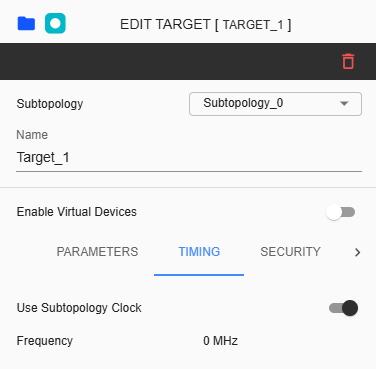 EDIT TARGET [ TARGET_1 ]
Subtopology
Subtopology_0
Name
Target_1
Enable Virtual Devices
PARAMETERS TIMING SECURITY
Use Subtopology Clock
Frequency 0 MHz